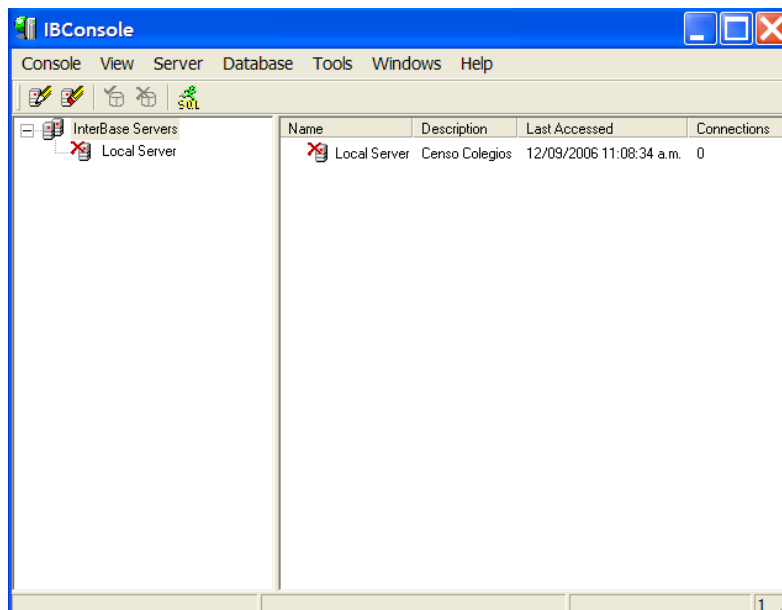 IBConsole
Console View Server Database Tools Windows Help
SQL
InterBase Servers
Local Server
Name Description Last Accessed Connections
Local Server Censo Colegios 12/09/2006 11:08:34 a.m. 0
1